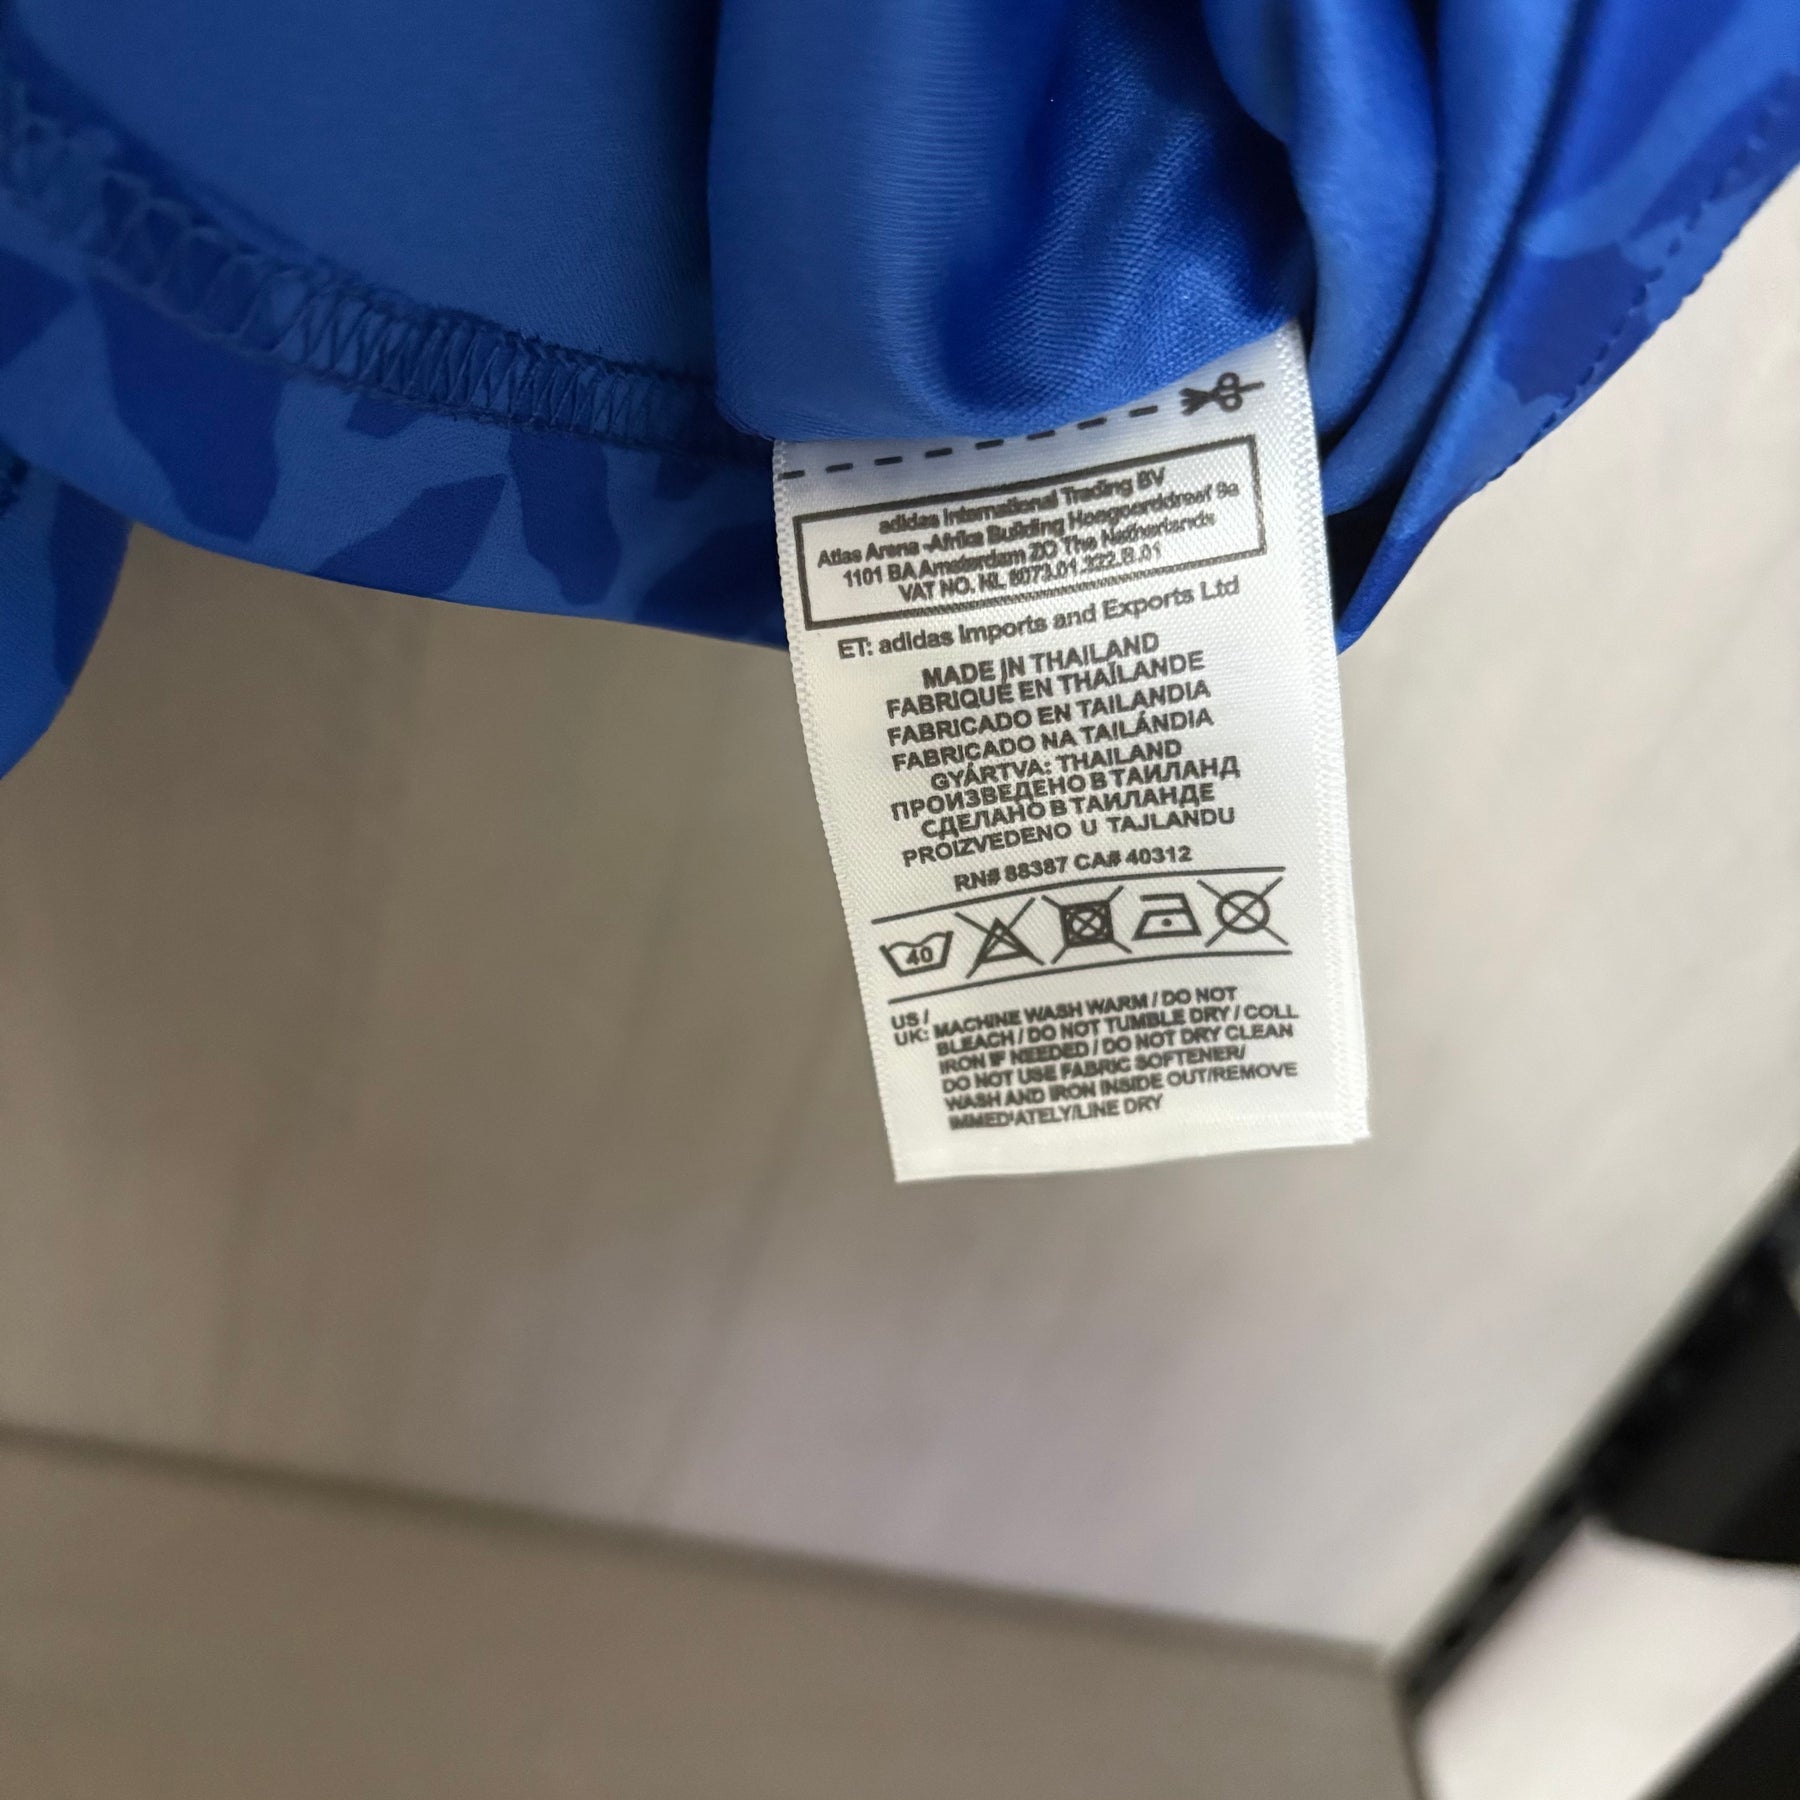 adidas International Trading BV
Atlas Arena -Afrika Building Hoogoorddreef 9a
1101 BA Amsterdam ZO The Netherlands
VAT NO. NL 8073.01.322.B.01
ET: adidas Imports and Exports Ltd
MADE IN THAILAND
FABRIQUÉ EN THAÏLANDE
FABRICADO EN TAILANDIA
FABRICADO NA TAILÁNDIA
GYÁRTVA: THAILAND
ПРОИЗВЕДЕНО В ТАИЛАНД
СДЕЛАНО В ТАИЛАНДЕ
PROIZVEDENO U TAJLANDU
RN# 88387 CA# 40312
40
US /
UK: MACHINE WASH WARM / DO NOT
BLEACH / DO NOT TUMBLE DRY / COLL
IRON IF NEEDED / DO NOT DRY CLEAN
DO NOT USE FABRIC SOFTENER/
WASH AND IRON INSIDE OUT/REMOVE
IMMEDIATELY/LINE DRY